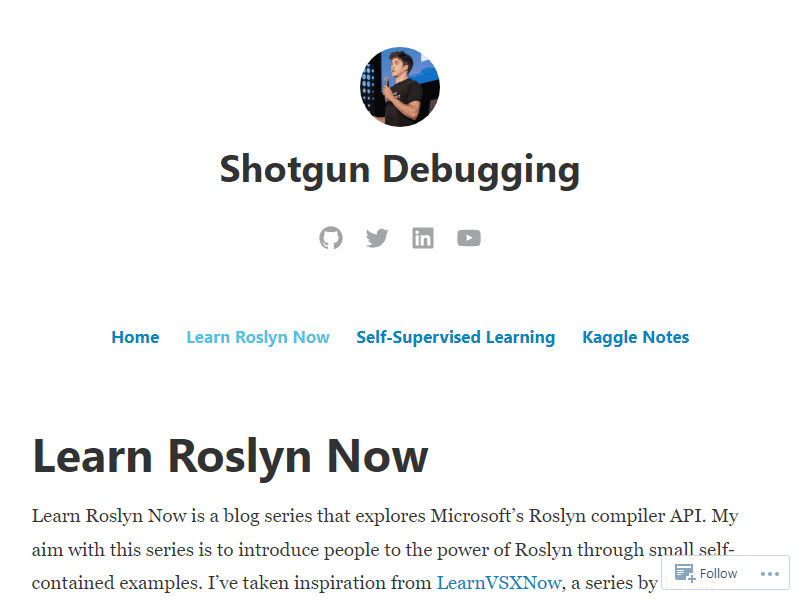 Shotgun Debugging
Home Learn Roslyn Now Self-Supervised Learning Kaggle Notes
Learn Roslyn Now
Learn Roslyn Now is a blog series that explores Microsoft’s Roslyn compiler API. My
aim with this series is to introduce people to the power of Roslyn through small self-
contained examples. I’ve taken inspiration from LearnVSXNow, a series by
Follow